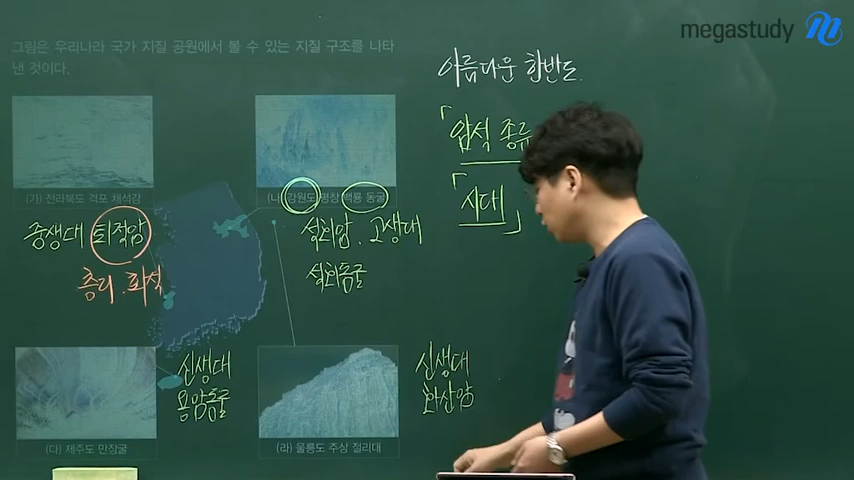 megastudy
그림은 우리나라 국가 지질 공원에서 볼 수 있는 지질 구조를 나타
낸 것이다.
아름다운 한반도.
「암석 종류
「시대」
(가) 전라북도 격포 채석강
(나) 강원도 평창 백룡 동굴
중생대 퇴적암
층리, 화석
석회암, 고생대
석회동굴
신생대
용암동굴
신생대
화산암
(다) 제주도 만장굴
(라) 울릉도 주상 절리대